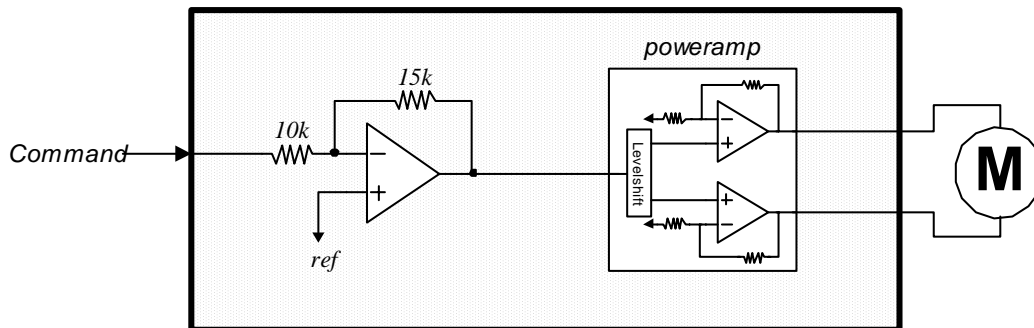 poweramp
15k
10k
Command
−
+
ref
Levelshift
−
+
+
−
M